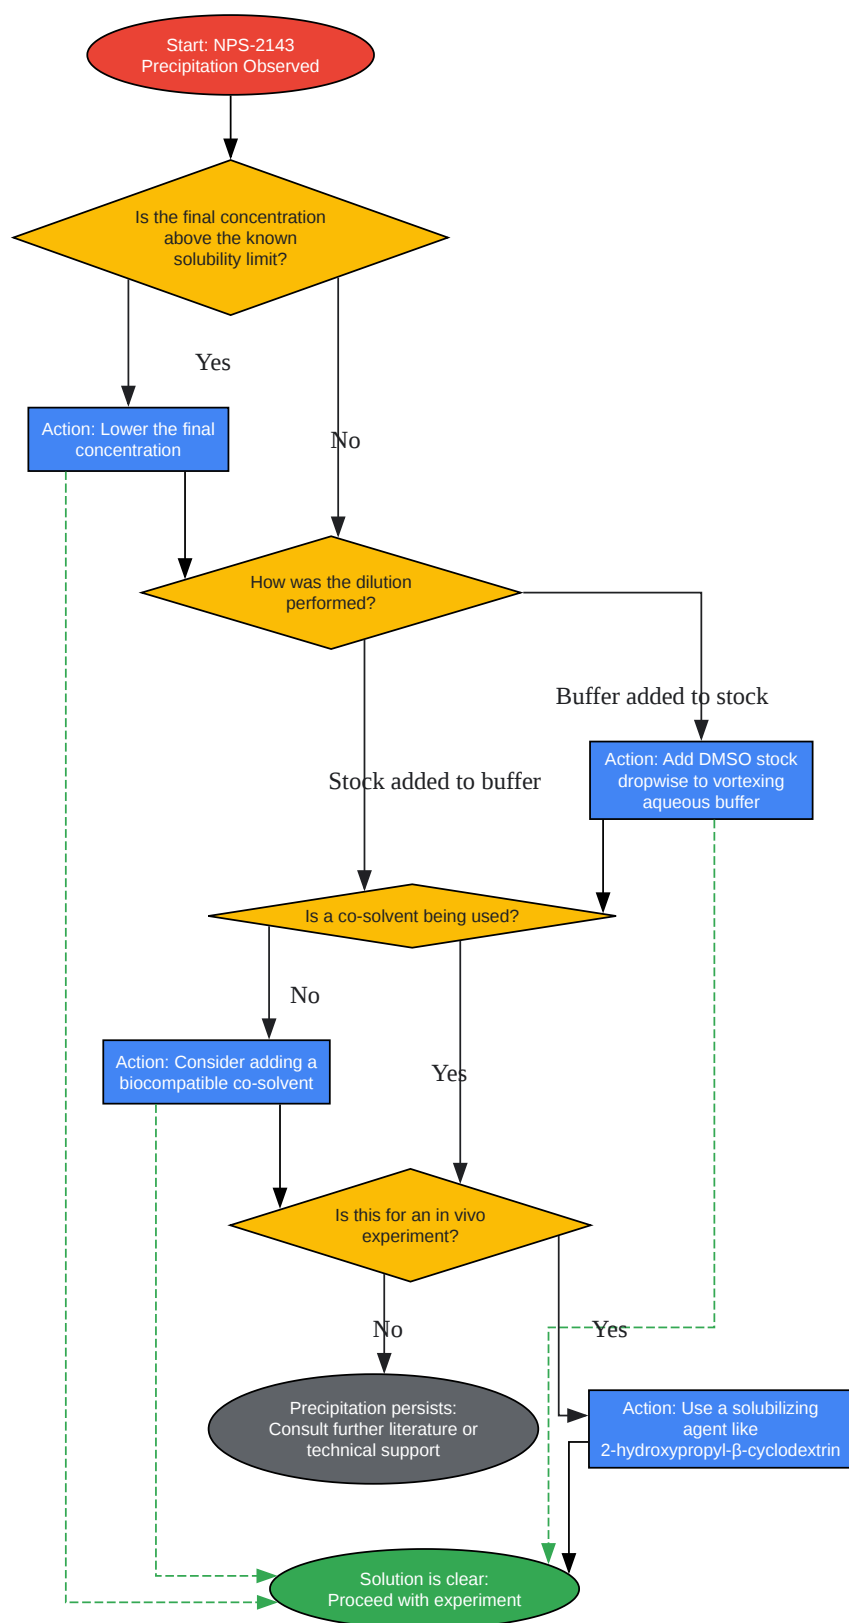 Start: NPS-2143
Precipitation Observed
Is the final concentration
above the known
solubility limit?
Yes
Action: Lower the final
concentration
No
How was the dilution
performed?
Buffer added to stock
Action: Add DMSO stock
dropwise to vortexing
aqueous buffer
Stock added to buffer
Is a co-solvent being used?
No
Action: Consider adding a
biocompatible co-solvent
Yes
Is this for an in vivo
experiment?
No
Yes
Precipitation persists:
Consult further literature or
technical support
Action: Use a solubilizing
agent like
2-hydroxypropyl-β-cyclodextrin
Solution is clear:
Proceed with experiment